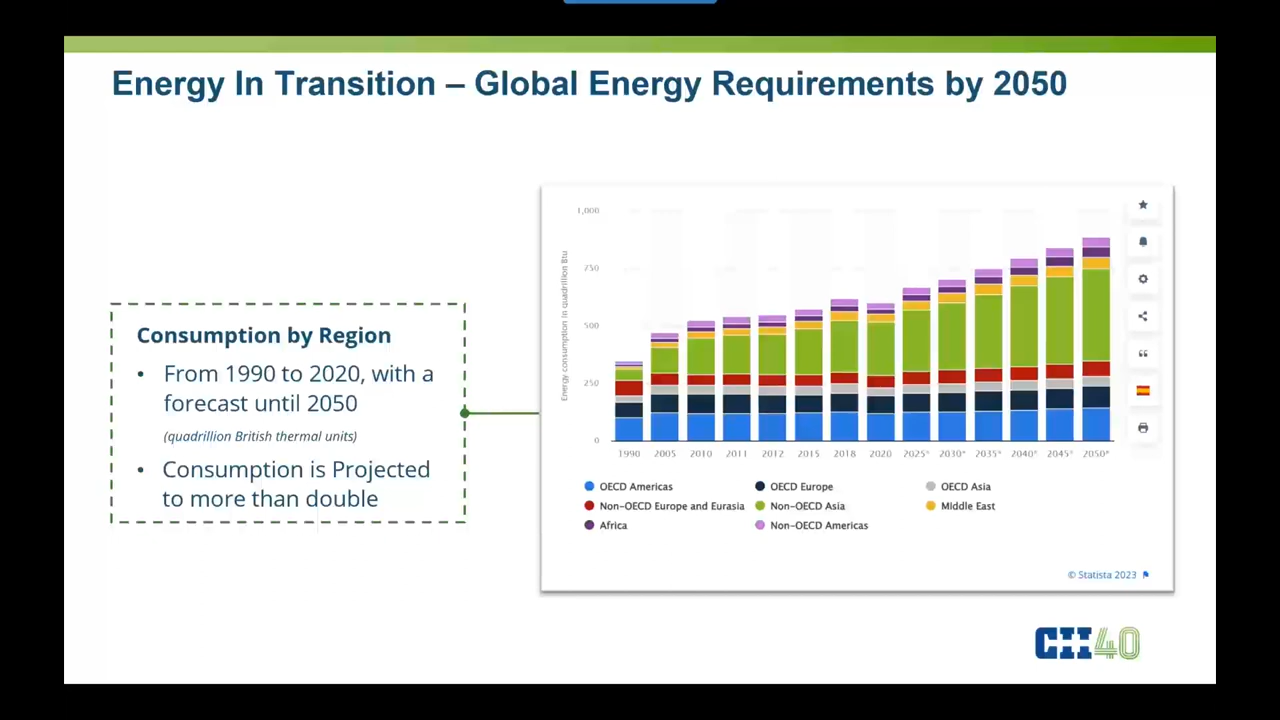 Energy In Transition – Global Energy Requirements by 2050
Consumption by Region
• From 1990 to 2020, with a
forecast until 2050
(quadrillion British thermal units)
• Consumption is Projected
to more than double
Energy consumption in quadrillion Btu
1,000
750
500
250
0
1990 2005 2010 2011 2012 2015 2018 2020 2025* 2030* 2035* 2040* 2045* 2050*
OECD Americas OECD Europe OECD Asia
Non-OECD Europe and Eurasia Non-OECD Asia Middle East
Africa Non-OECD Americas
© Statista 2023
CII40